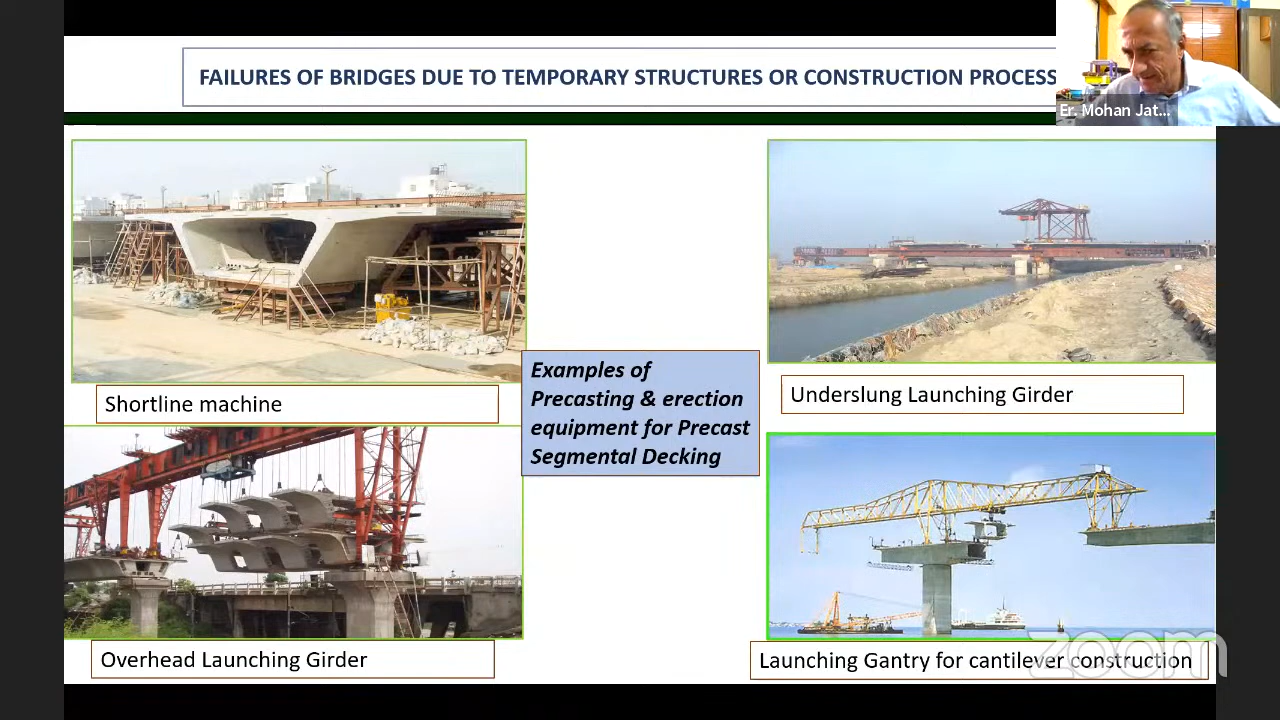 FAILURES OF BRIDGES DUE TO TEMPORARY STRUCTURES OR CONSTRUCTION PROCESS
Er. Mohan Jat...
Shortline machine
Underslung Launching Girder
Examples of
Precasting & erection
equipment for Precast
Segmental Decking
Overhead Launching Girder
Launching Gantry for cantilever construction
zoom